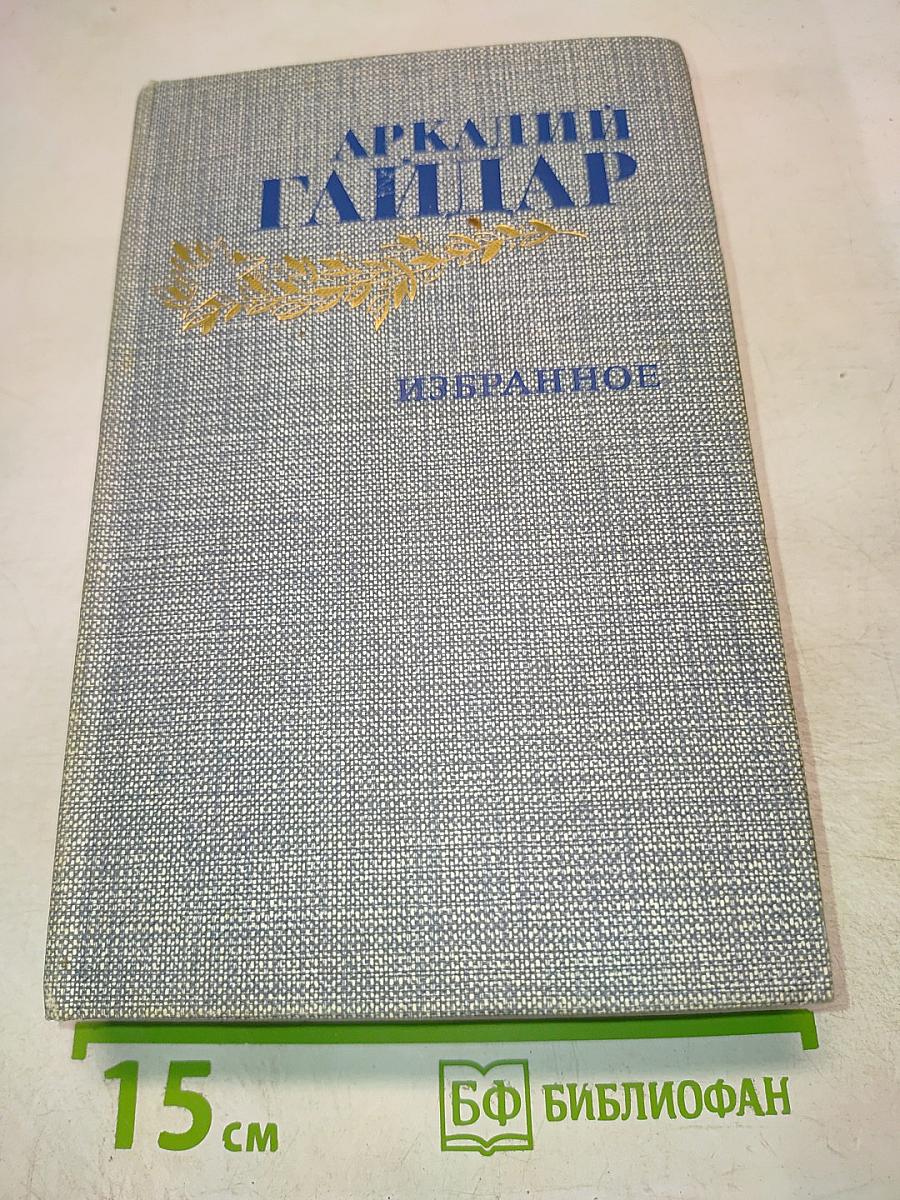 АРКАДИЙ
ГАЙДАР
ИЗБРАННОЕ
15 см
БФ БИБЛИОФАН